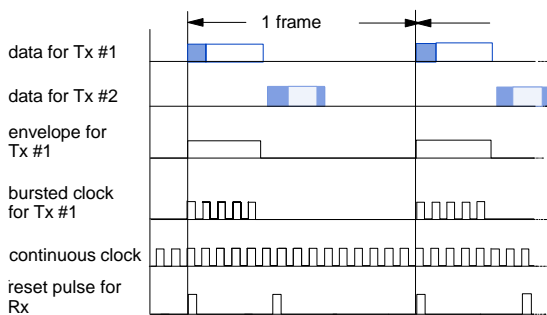 1 frame
data for Tx #1
data for Tx #2
envelope for
Tx #1
bursted clock
for Tx #1
continuous clock
reset pulse for
Rx